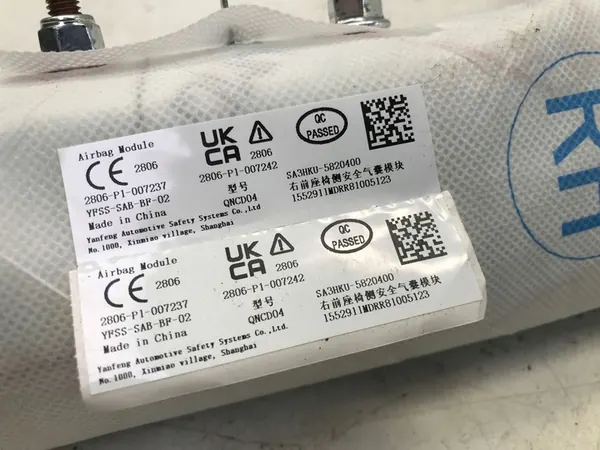 Airbag Module
CE 2806
2806-P1-007237
YFSS-SAB-BF-02
Made in China
Yanfeng Automotive Safety Systems Co.,Ltd
No.1000, Xinmiao village, Shanghai
UK
CA
2806
2806-P1-007242
型号
QNCD04
QC
PASSED
SA3HKU-5820400
右前座椅侧安全气囊模块
1552911MDRR81005123
Airbag Module
CE 2806
2806-P1-007237
YFSS-SAB-BF-02
Made in China
Yanfeng Automotive Safety Systems Co.,Ltd
No.1000, Xinmiao village, Shanghai
UK
CA
2806
2806-P1-007242
型号
QNCD04
QC
PASSED
SA3HKU-5820400
右前座椅侧安全气囊模块
1552911MDRR81005123